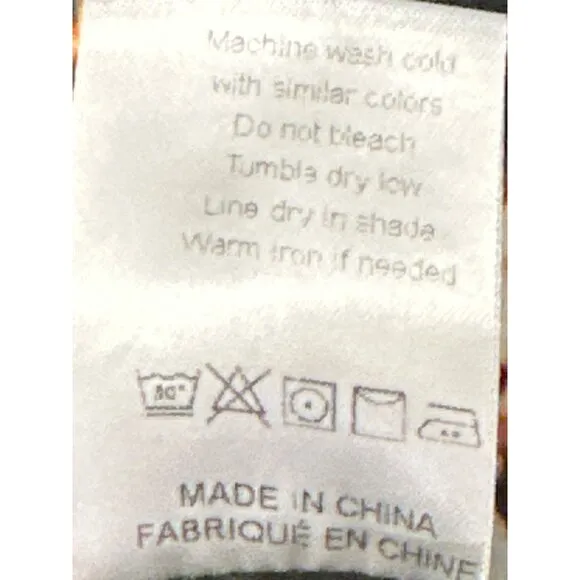 Machine wash cold
with similar colors
Do not bleach
Tumble dry low
Line dry in shade
Warm iron if needed
30°
MADE IN CHINA
FABRIQUÉ EN CHINE